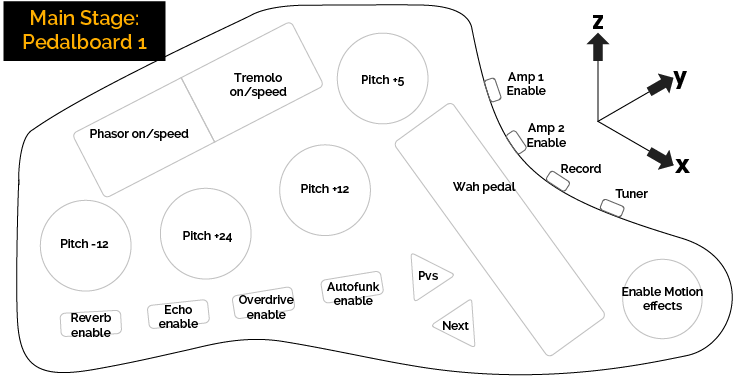 Main Stage:
Pedalboard 1
z
y
x
Tremolo
on/speed
Pitch +5
Amp 1
Enable
Phasor on/speed
Amp 2
Enable
Record
Tuner
Pitch +12
Wah pedal
Pitch -12
Pitch +24
Pvs
Autofunk
enable
Overdrive
enable
Echo
enable
Reverb
enable
Next
Enable Motion
effects